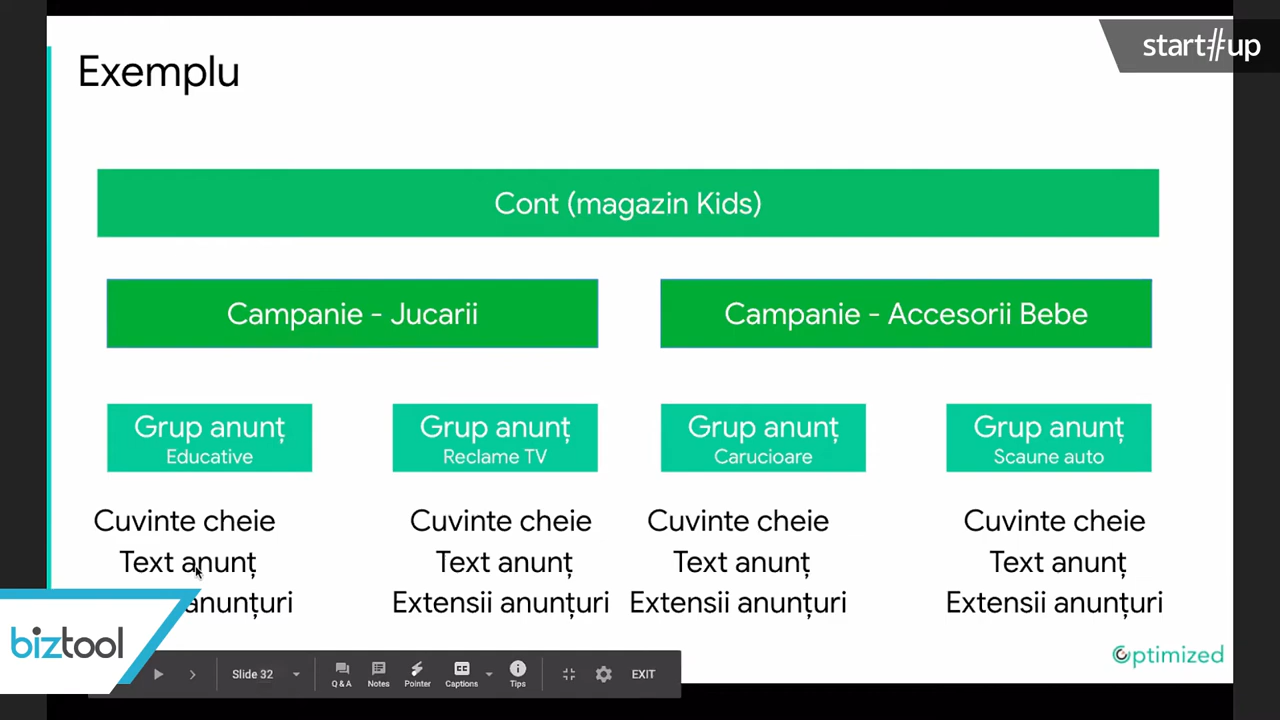 start#up
Exemplu
Cont (magazin Kids)
Campanie - Jucarii
Campanie - Accesorii Bebe
Grup anunț
Educative
Grup anunț
Reclame TV
Grup anunț
Carucioare
Grup anunț
Scaune auto
Cuvinte cheie
Text anunț
anunțuri
Cuvinte cheie
Text anunț
Extensii anunțuri
Cuvinte cheie
Text anunț
Extensii anunțuri
Cuvinte cheie
Text anunț
Extensii anunțuri
biztool
Optimized
Slide 32
Q & A
Notes
Pointer
CC
Captions
Tips
EXIT